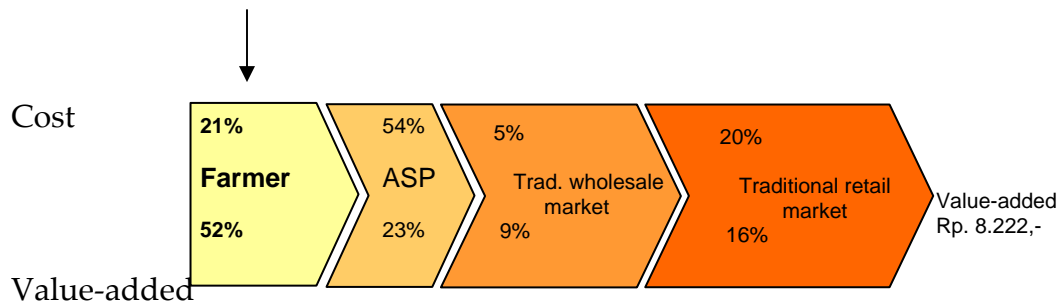 Cost
21%
54%
5%
20%
Farmer
ASP
Trad. wholesale
market
Traditional retail
market
52%
23%
9%
16%
Value-added
Rp. 8.222,-
Value-added